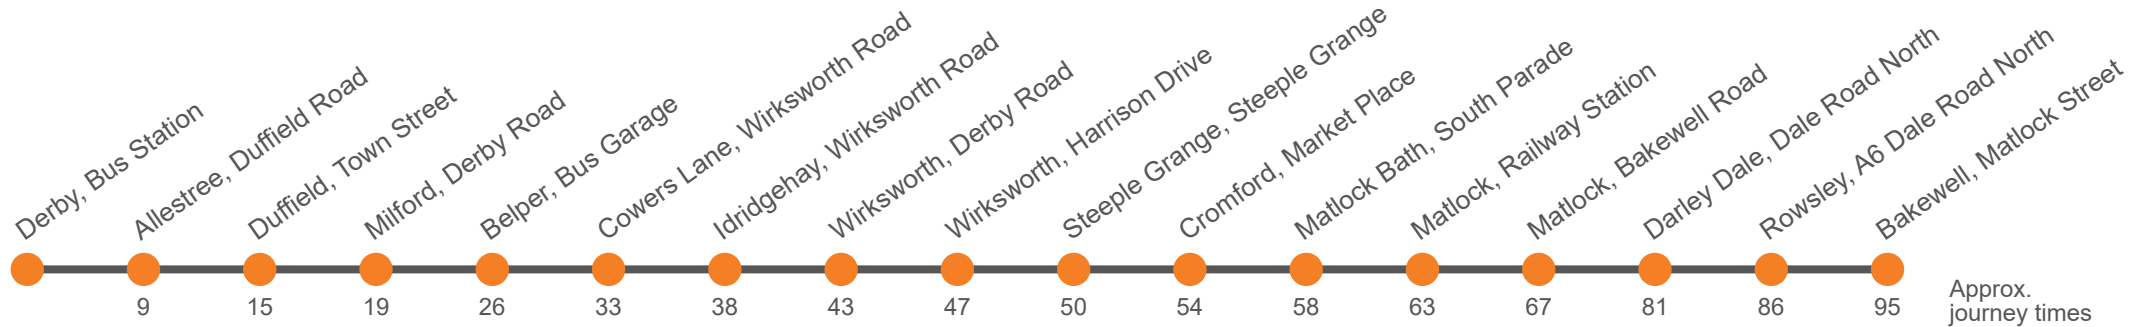 Derby, Bus Station
Allestree, Duffield Road
Duffield, Town Street
Milford, Derby Road
Belper, Bus Garage
Cowers Lane, Wirksworth Road
Idridgehay, Wirksworth Road
Wirksworth, Derby Road
Wirksworth, Harrison Drive
Steeple Grange, Steeple Grange
Cromford, Market Place
Matlock Bath, South Parade
Matlock, Railway Station
Matlock, Bakewell Road
Darley Dale, Dale Road North
Rowsley, A6 Dale Road North
Bakewell, Matlock Street
9 15 19 26 33 38 43 47 50 54 58 63 67 81 86 95
Approx.
journey times